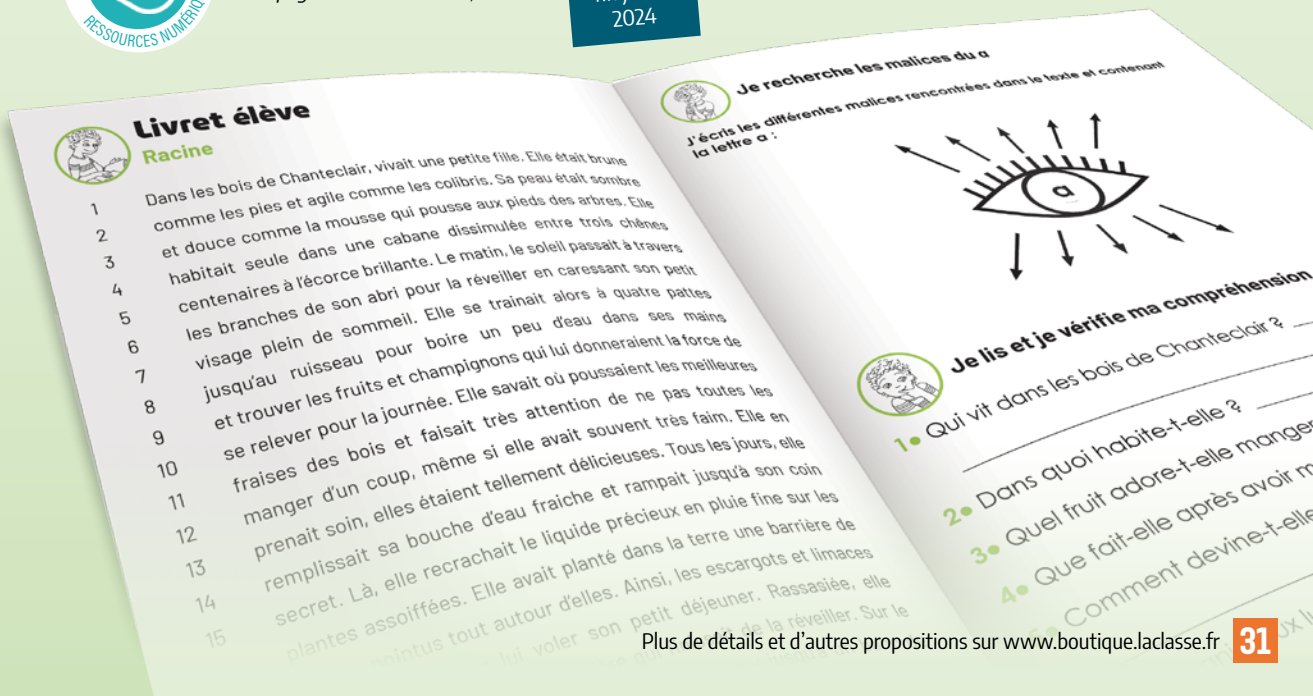 RESSOURCES NUMÉRIQ
2024
Livret élève
Racine
1
2
3
4
5
6
7
8
9
10
11
12
13
14
15
Dans les bois de Chanteclair, vivait une petite fille. Elle était brune
comme les pies et agile comme les colibris. Sa peau était sombre
et douce comme la mousse qui pousse aux pieds des arbres. Elle
habitait seule dans une cabane dissimulée entre trois chênes
centenaires à l'écorce brillante. Le matin, le soleil passait à travers
les branches de son abri pour la réveiller en caressant son petit
visage plein de sommeil. Elle se trainait alors à quatre pattes
jusqu'au ruisseau pour boire un peu d'eau dans ses mains
et trouver les fruits et champignons qui lui donneraient la force de
se relever pour la journée. Elle savait où poussaient les meilleures
fraises des bois et faisait très attention de ne pas toutes les
manger d'un coup, même si elle avait souvent très faim. Elle en
prenait soin, elles étaient tellement délicieuses. Tous les jours, elle
remplissait sa bouche d'eau fraiche et rampait jusqu'à son coin
secret. Là, elle recrachait le liquide précieux en pluie fine sur les
plantes assoiffées. Elle avait planté dans la terre une barrière de
pointus tout autour d'elles. Ainsi, les escargots et limaces
lui voler son petit déjeuner. Rassasiée, elle
de la réveiller. Sur le
Je recherche les malices du a
J'écris les différentes malices rencontrées dans le texte et contenant
la lettre a :
a
Je lis et je vérifie ma compréhension
1• Qui vit dans les bois de Chanteclair ?
2• Dans quoi habite-t-elle ?
3• Quel fruit adore-t-elle manger
4• Que fait-elle après avoir m
5• Comment devine-t-elle
Plus de détails et d'autres propositions sur www.boutique.laclasse.fr 31